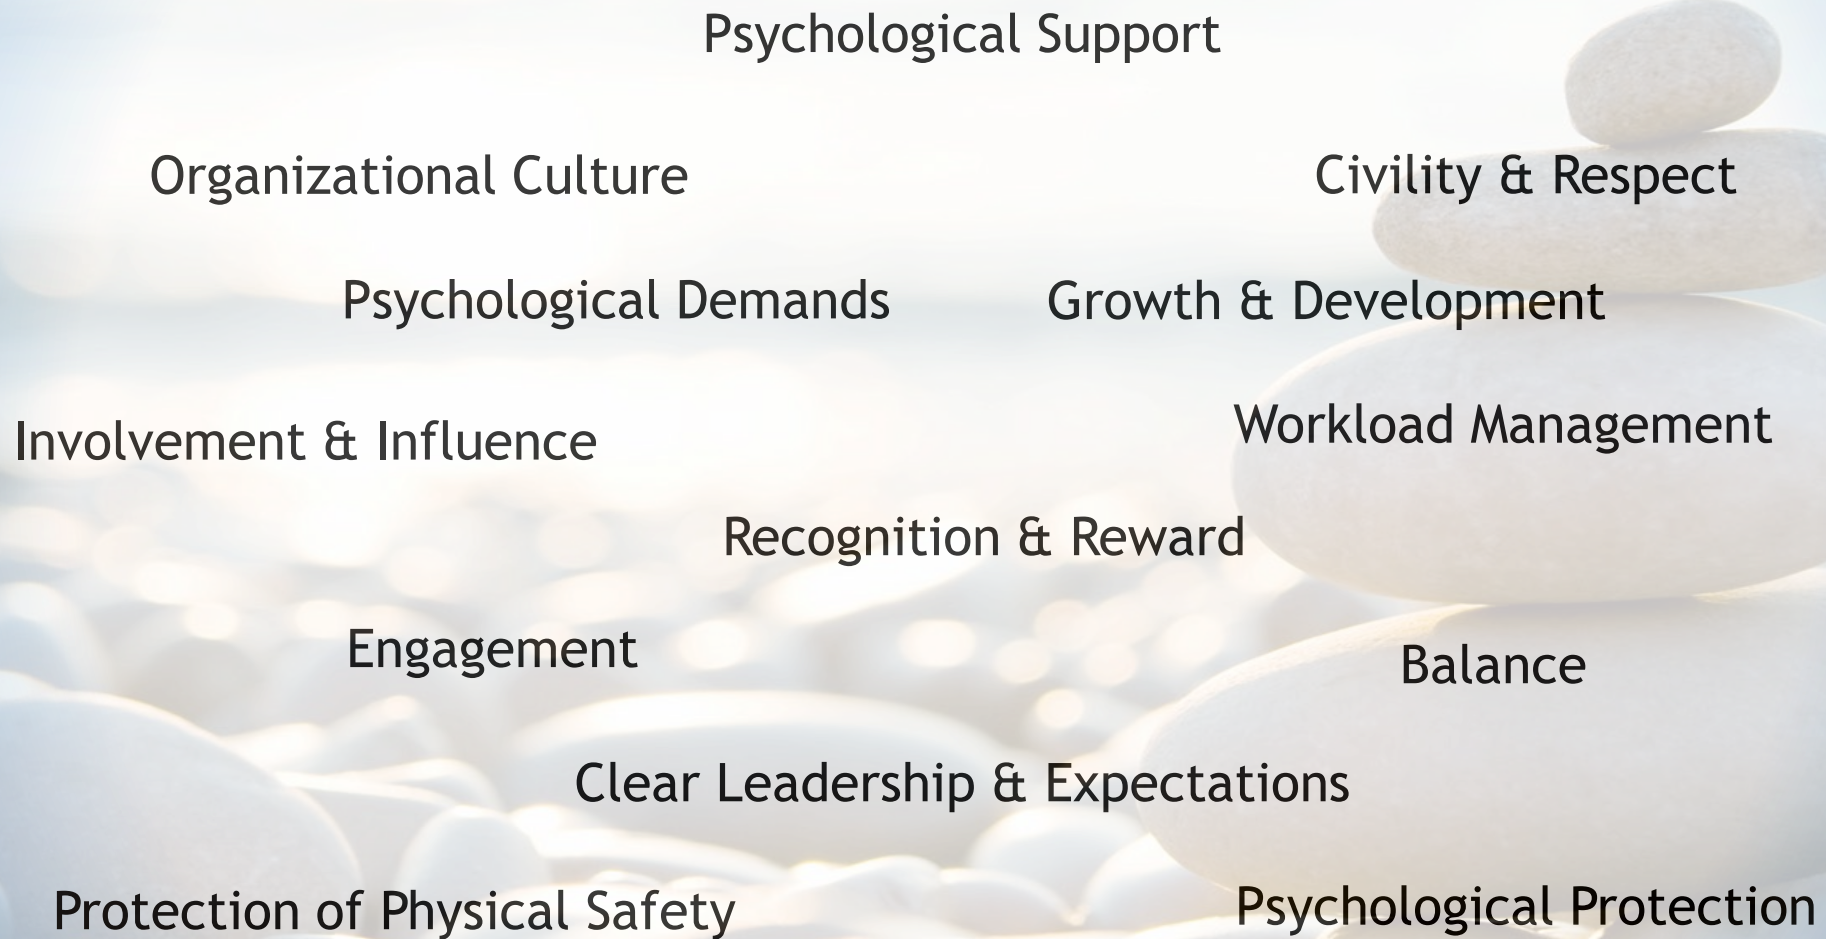 Psychological Support
Organizational Culture
Civility & Respect
Psychological Demands
Growth & Development
Involvement & Influence
Workload Management
Recognition & Reward
Engagement
Balance
Clear Leadership & Expectations
Protection of Physical Safety
Psychological Protection